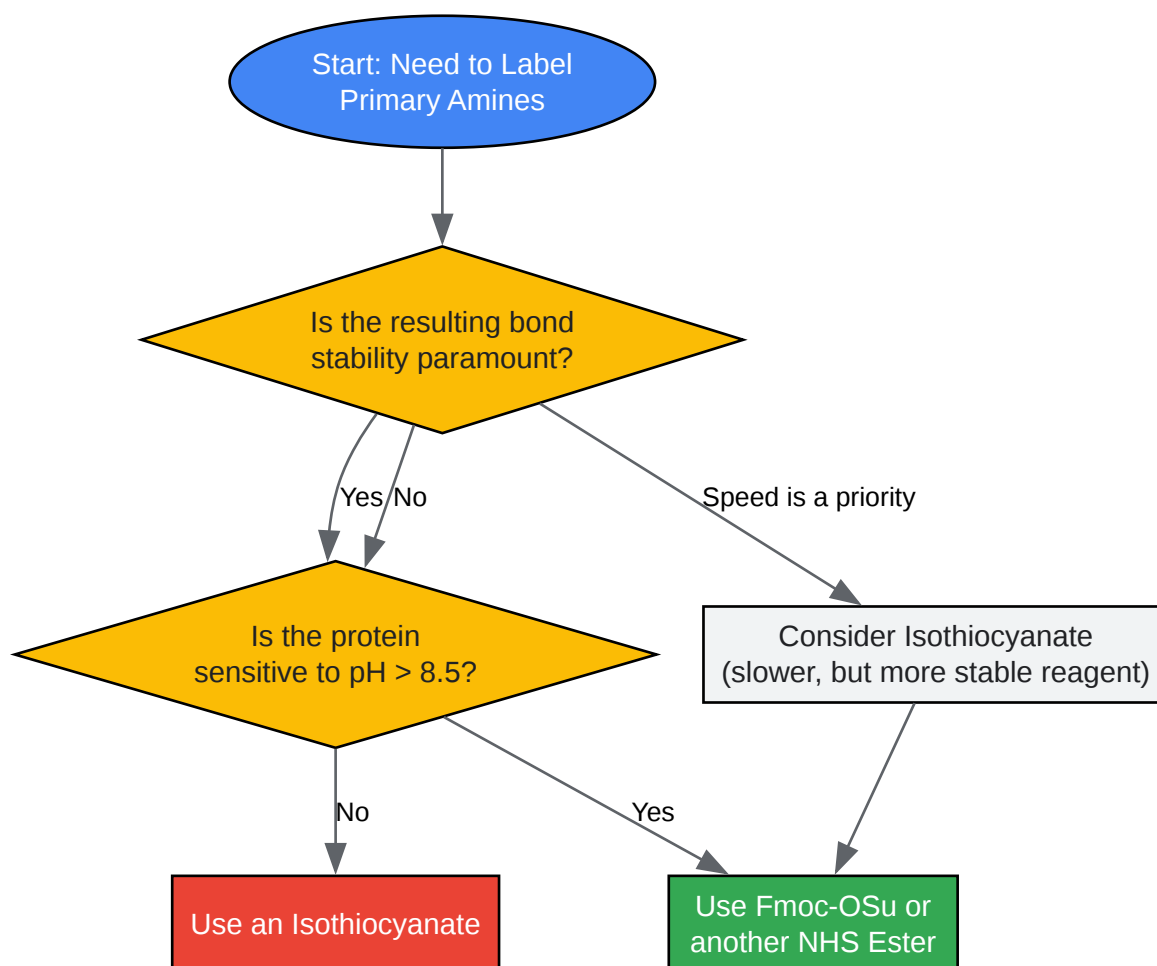 Start: Need to Label
Primary Amines
Is the resulting bond
stability paramount?
Yes
No
Speed is a priority
Is the protein
sensitive to pH > 8.5?
Consider Isothiocyanate
(slower, but more stable reagent)
No
Yes
Use an Isothiocyanate
Use Fmoc-OSu or
another NHS Ester